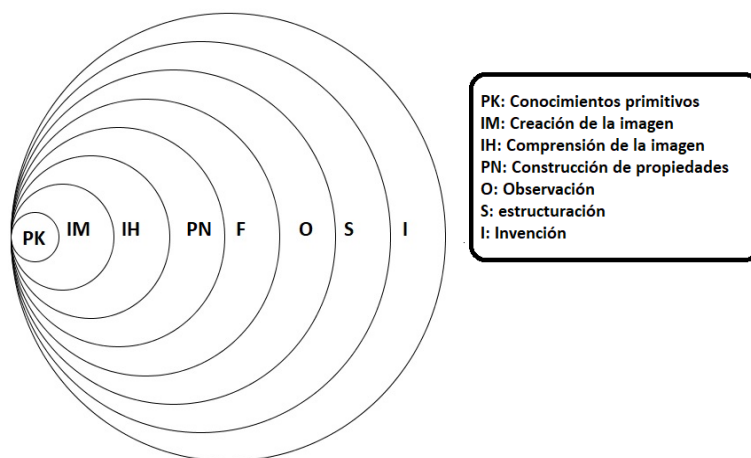 PK IM IH PN F O S I
PK: Conocimientos primitivos
IM: Creación de la imagen
IH: Comprensión de la imagen
PN: Construcción de propiedades
O: Observación
S: estructuración
I: Invención